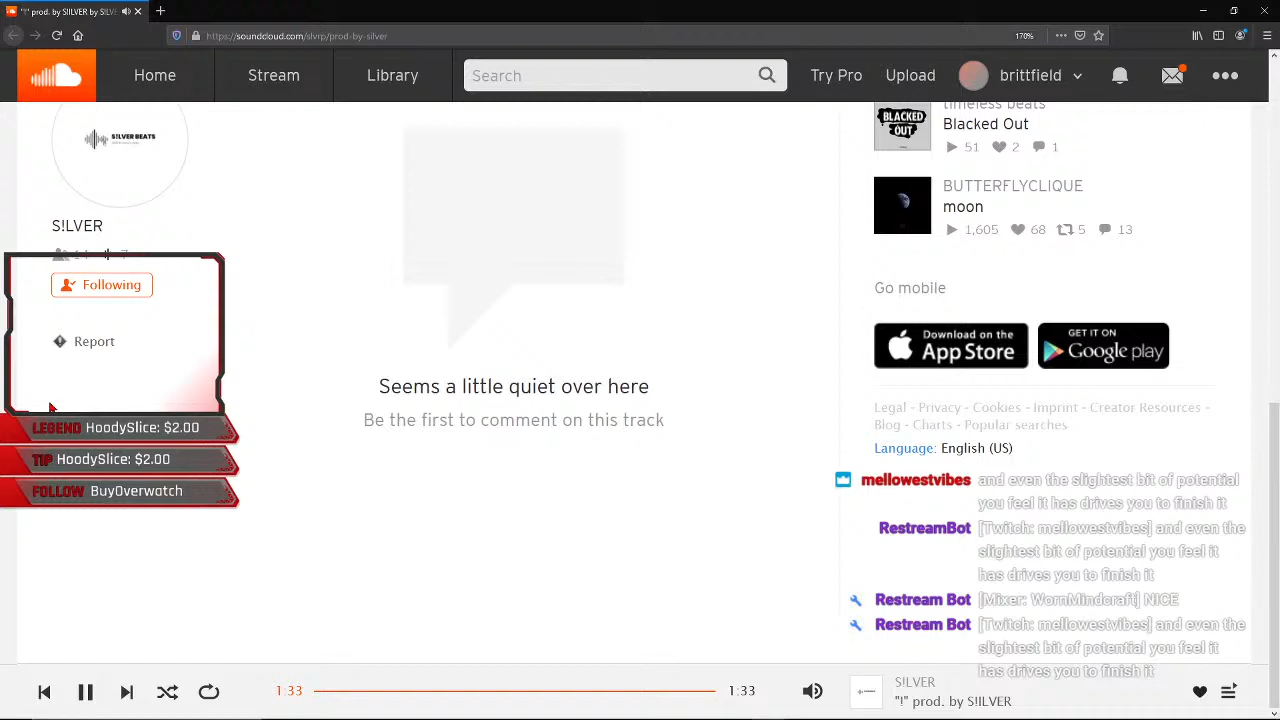 "!" prod. by S!LVER by S!LVE
https://soundcloud.com/slvrp/prod-by-silver
170%
Home
Stream
Library
Search
Try Pro
Upload
brittfield
S!LVER BEATS
S!LVER
Following
Report
LEGEND HoodySlice: $2.00
TIP HoodySlice: $2.00
FOLLOW BuyOverwatch
Seems a little quiet over here
Be the first to comment on this track
timeless beats
BLACKED OUT
Blacked Out
51 2 1
BUTTERFLYCLIQUE
moon
1,605 68 5 13
Go mobile
Download on the
App Store
GET IT ON
Google play
Legal - Privacy - Cookies - Imprint - Creator Resources -
Blog - Charts - Popular searches
Language: English (US)
mellowestvibes and even the slightest bit of potential
you feel it has drives you to finish it
RestreamBot [Twitch: mellowestvibes] and even the
slightest bit of potential you feel it
has drives you to finish it
Restream Bot [Mixer: WornMindcraft] NICE
Restream Bot [Twitch: mellowestvibes] and even the
slightest bit of potential you feel it
has drives you to finish it
1:33
1:33
S!LVER
"!" prod. by S!LVER